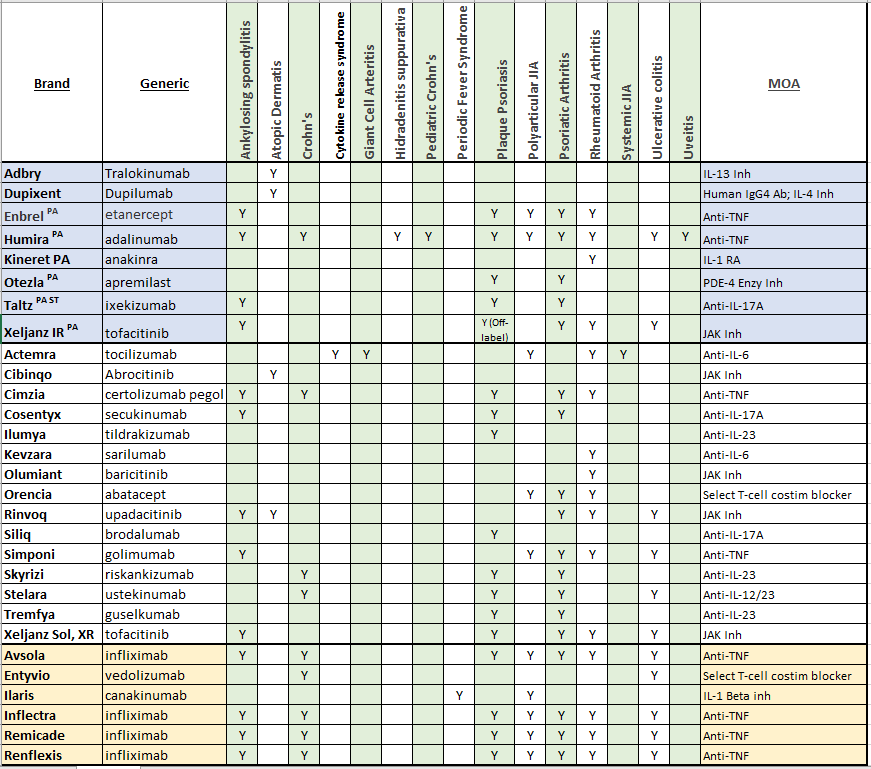 Brand Generic Ankylosing spondylitis Atopic Dermatis Crohn's Cytokine release syndrome Giant Cell Arteritis Hidradenitis suppurativa Pediatric Crohn's Periodic Fever Syndrome Plaque Psoriasis Polyarticular JIA Psoriatic Arthritis Rheumatoid Arthritis Systemic JIA Ulcerative colitis Uveitis MOA
Adbry Tralokinumab Y IL-13 Inh
Dupixent Dupilumab Y Human IgG4 Ab; IL-4 Inh
Enbrel PA etanercept Y Y Y Y Y Anti-TNF
Humira PA adalinumab Y Y Y Y Y Y Y Y Y Y Anti-TNF
Kineret PA anakinra Y IL-1 RA
Otezla PA apremilast Y Y PDE-4 Enzy Inh
Taltz PA ST ixekizumab Y Y Y Anti-IL-17A
Xeljanz IR PA tofacitinib Y Y (Off-label) Y Y Y JAK Inh
Actemra tocilizumab Y Y Y Y Y Anti-IL-6
Cibinqo Abrocitinib Y JAK Inh
Cimzia certolizumab pegol Y Y Y Y Y Anti-TNF
Cosentyx secukinumab Y Y Y Anti-IL-17A
Ilumya tildrakizumab Y Anti-IL-23
Kevzara sarilumab Y Anti-IL-6
Olumiant baricitinib Y JAK Inh
Orencia abatacept Y Y Y Select T-cell costim blocker
Rinvoq upadacitinib Y Y Y Y Y JAK Inh
Siliq brodalumab Y Anti-IL-17A
Simponi golimumab Y Y Y Y Y Anti-TNF
Skyrizi riskankizumab Y Y Y Anti-IL-23
Stelara ustekinumab Y Y Y Y Anti-IL-12/23
Tremfya guselkumab Y Y Anti-IL-23
Xeljanz Sol, XR tofacitinib Y Y Y Y JAK Inh
Avsola infliximab Y Y Y Y Y Y Y Anti-TNF
Entyvio vedolizumab Y Y Select T-cell costim blocker
Ilaris canakinumab Y Y IL-1 Beta inh
Inflectra infliximab Y Y Y Y Y Y Y Anti-TNF
Remicade infliximab Y Y Y Y Y Y Y Anti-TNF
Renflexis infliximab Y Y Y Y Y Y Y Anti-TNF